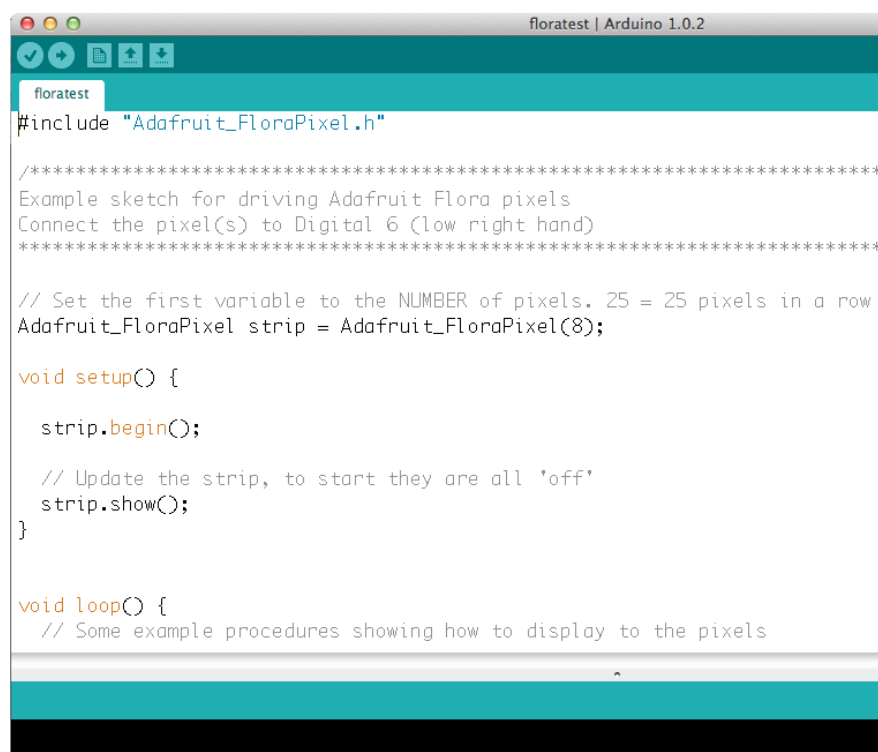 floratest | Arduino 1.0.2
floratest
#include "Adafruit_FloraPixel.h"
/**************************************************************************
Example sketch for driving Adafruit Flora pixels
Connect the pixel(s) to Digital 6 (low right hand)
***************************************************************************
// Set the first variable to the NUMBER of pixels. 25 = 25 pixels in a row
Adafruit_FloraPixel strip = Adafruit_FloraPixel(8);
void setup() {
strip.begin();
// Update the strip, to start they are all 'off'
strip.show();
}
void loop() {
// Some example procedures showing how to display to the pixels